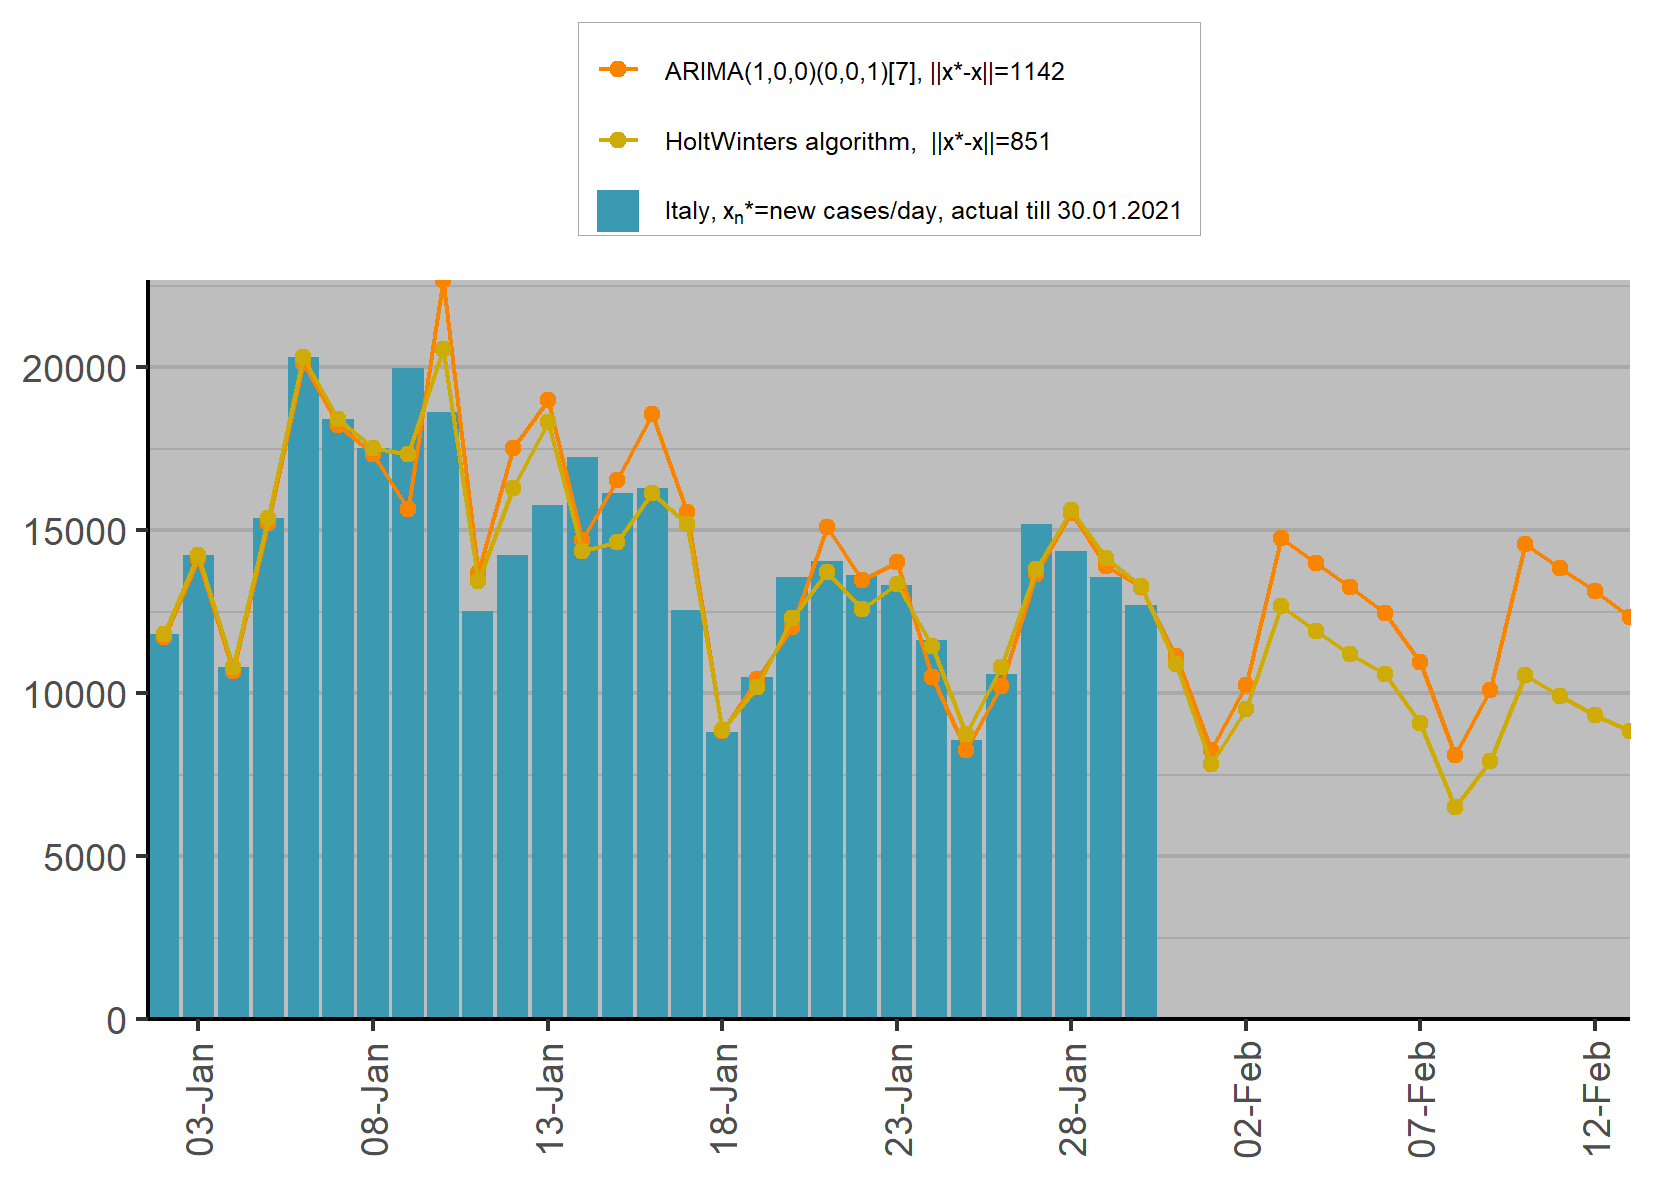 ARIMA(1,0,0)(0,0,1)[7], ||x*-x||=1142
HoltWinters algorithm,  ||x*-x||=851
Italy, xₙ*=new cases/day, actual till 30.01.2021
20000
15000
10000
5000
0
03-Jan
08-Jan
13-Jan
18-Jan
23-Jan
28-Jan
02-Feb
07-Feb
12-Feb